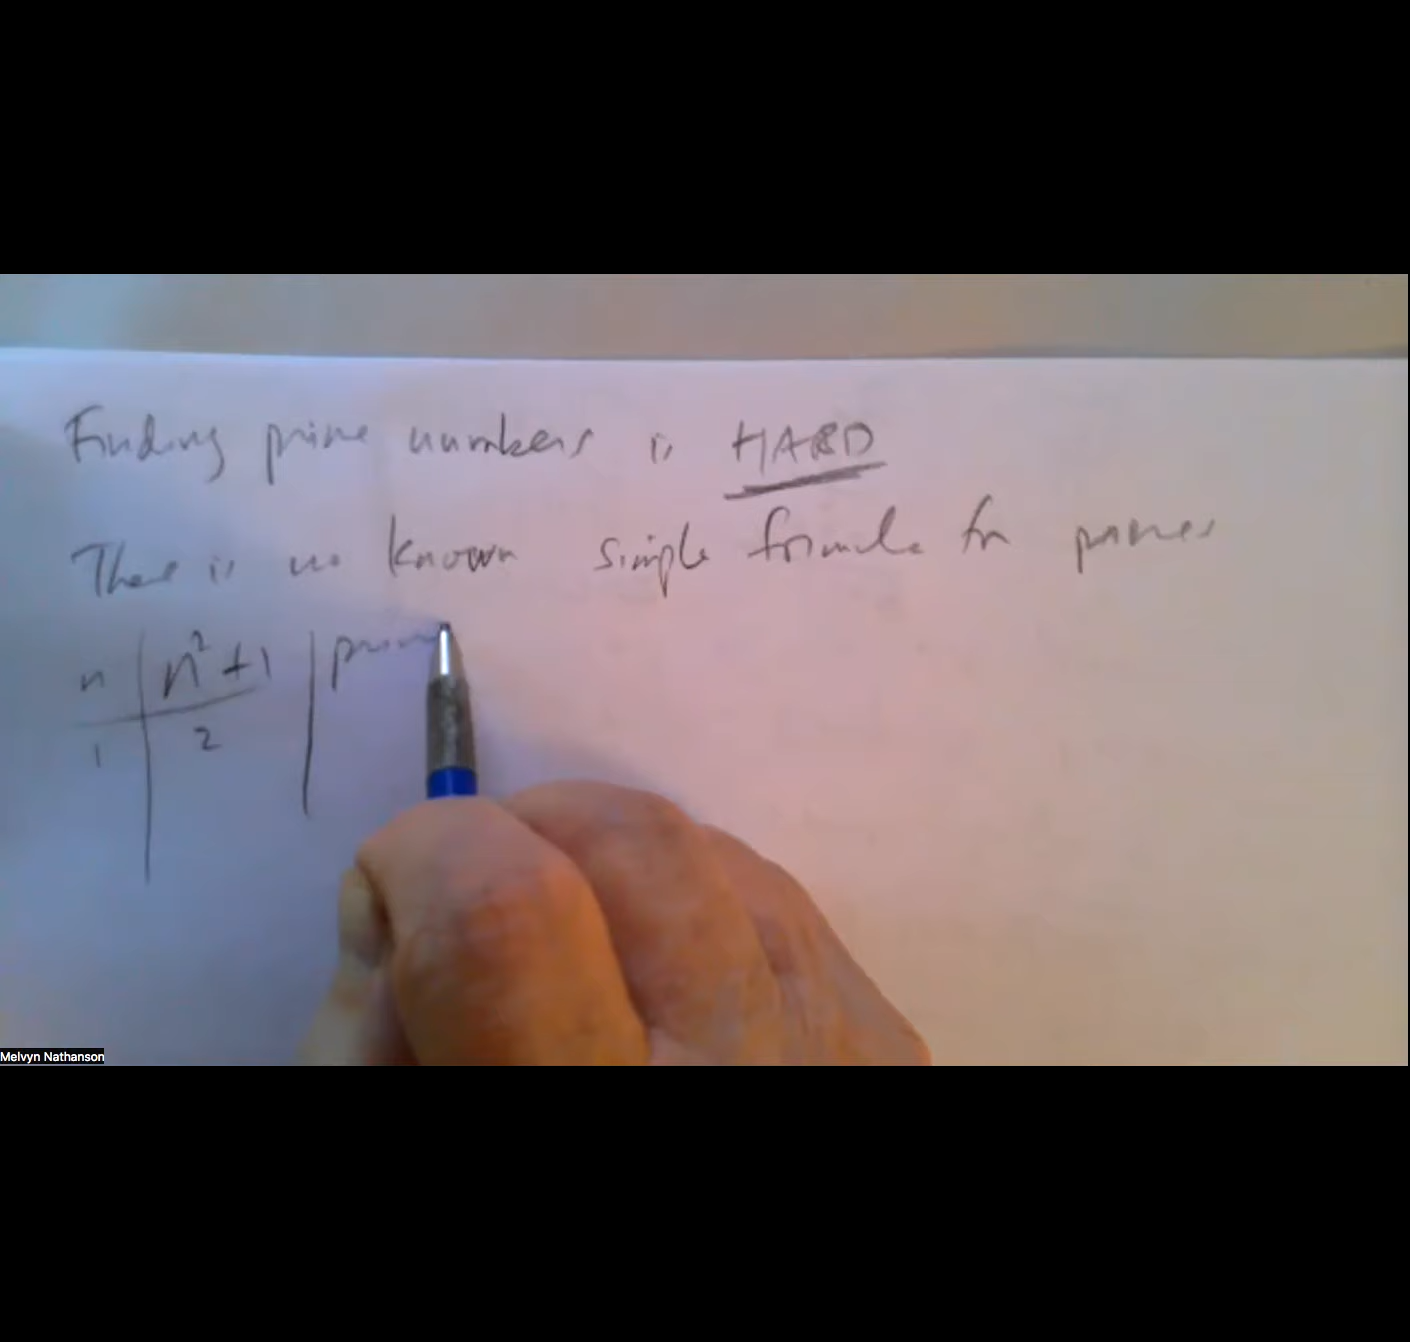 Finding prime numbers is HARD
There is no known simple formula for primes
n | n²+1 | prim
1 | 2
Melvyn Nathanson